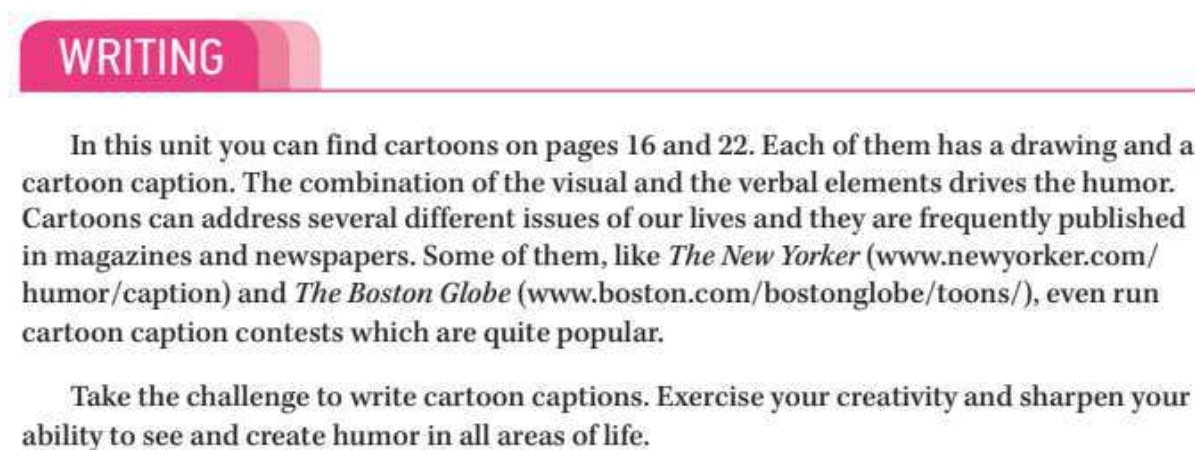 WRITING
In this unit you can find cartoons on pages 16 and 22. Each of them has a drawing and a
cartoon caption. The combination of the visual and the verbal elements drives the humor.
Cartoons can address several different issues of our lives and they are frequently published
in magazines and newspapers. Some of them, like The New Yorker (www.newyorker.com/
humor/caption) and The Boston Globe (www.boston.com/bostonglobe/toons/), even run
cartoon caption contests which are quite popular.
Take the challenge to write cartoon captions. Exercise your creativity and sharpen your
ability to see and create humor in all areas of life.